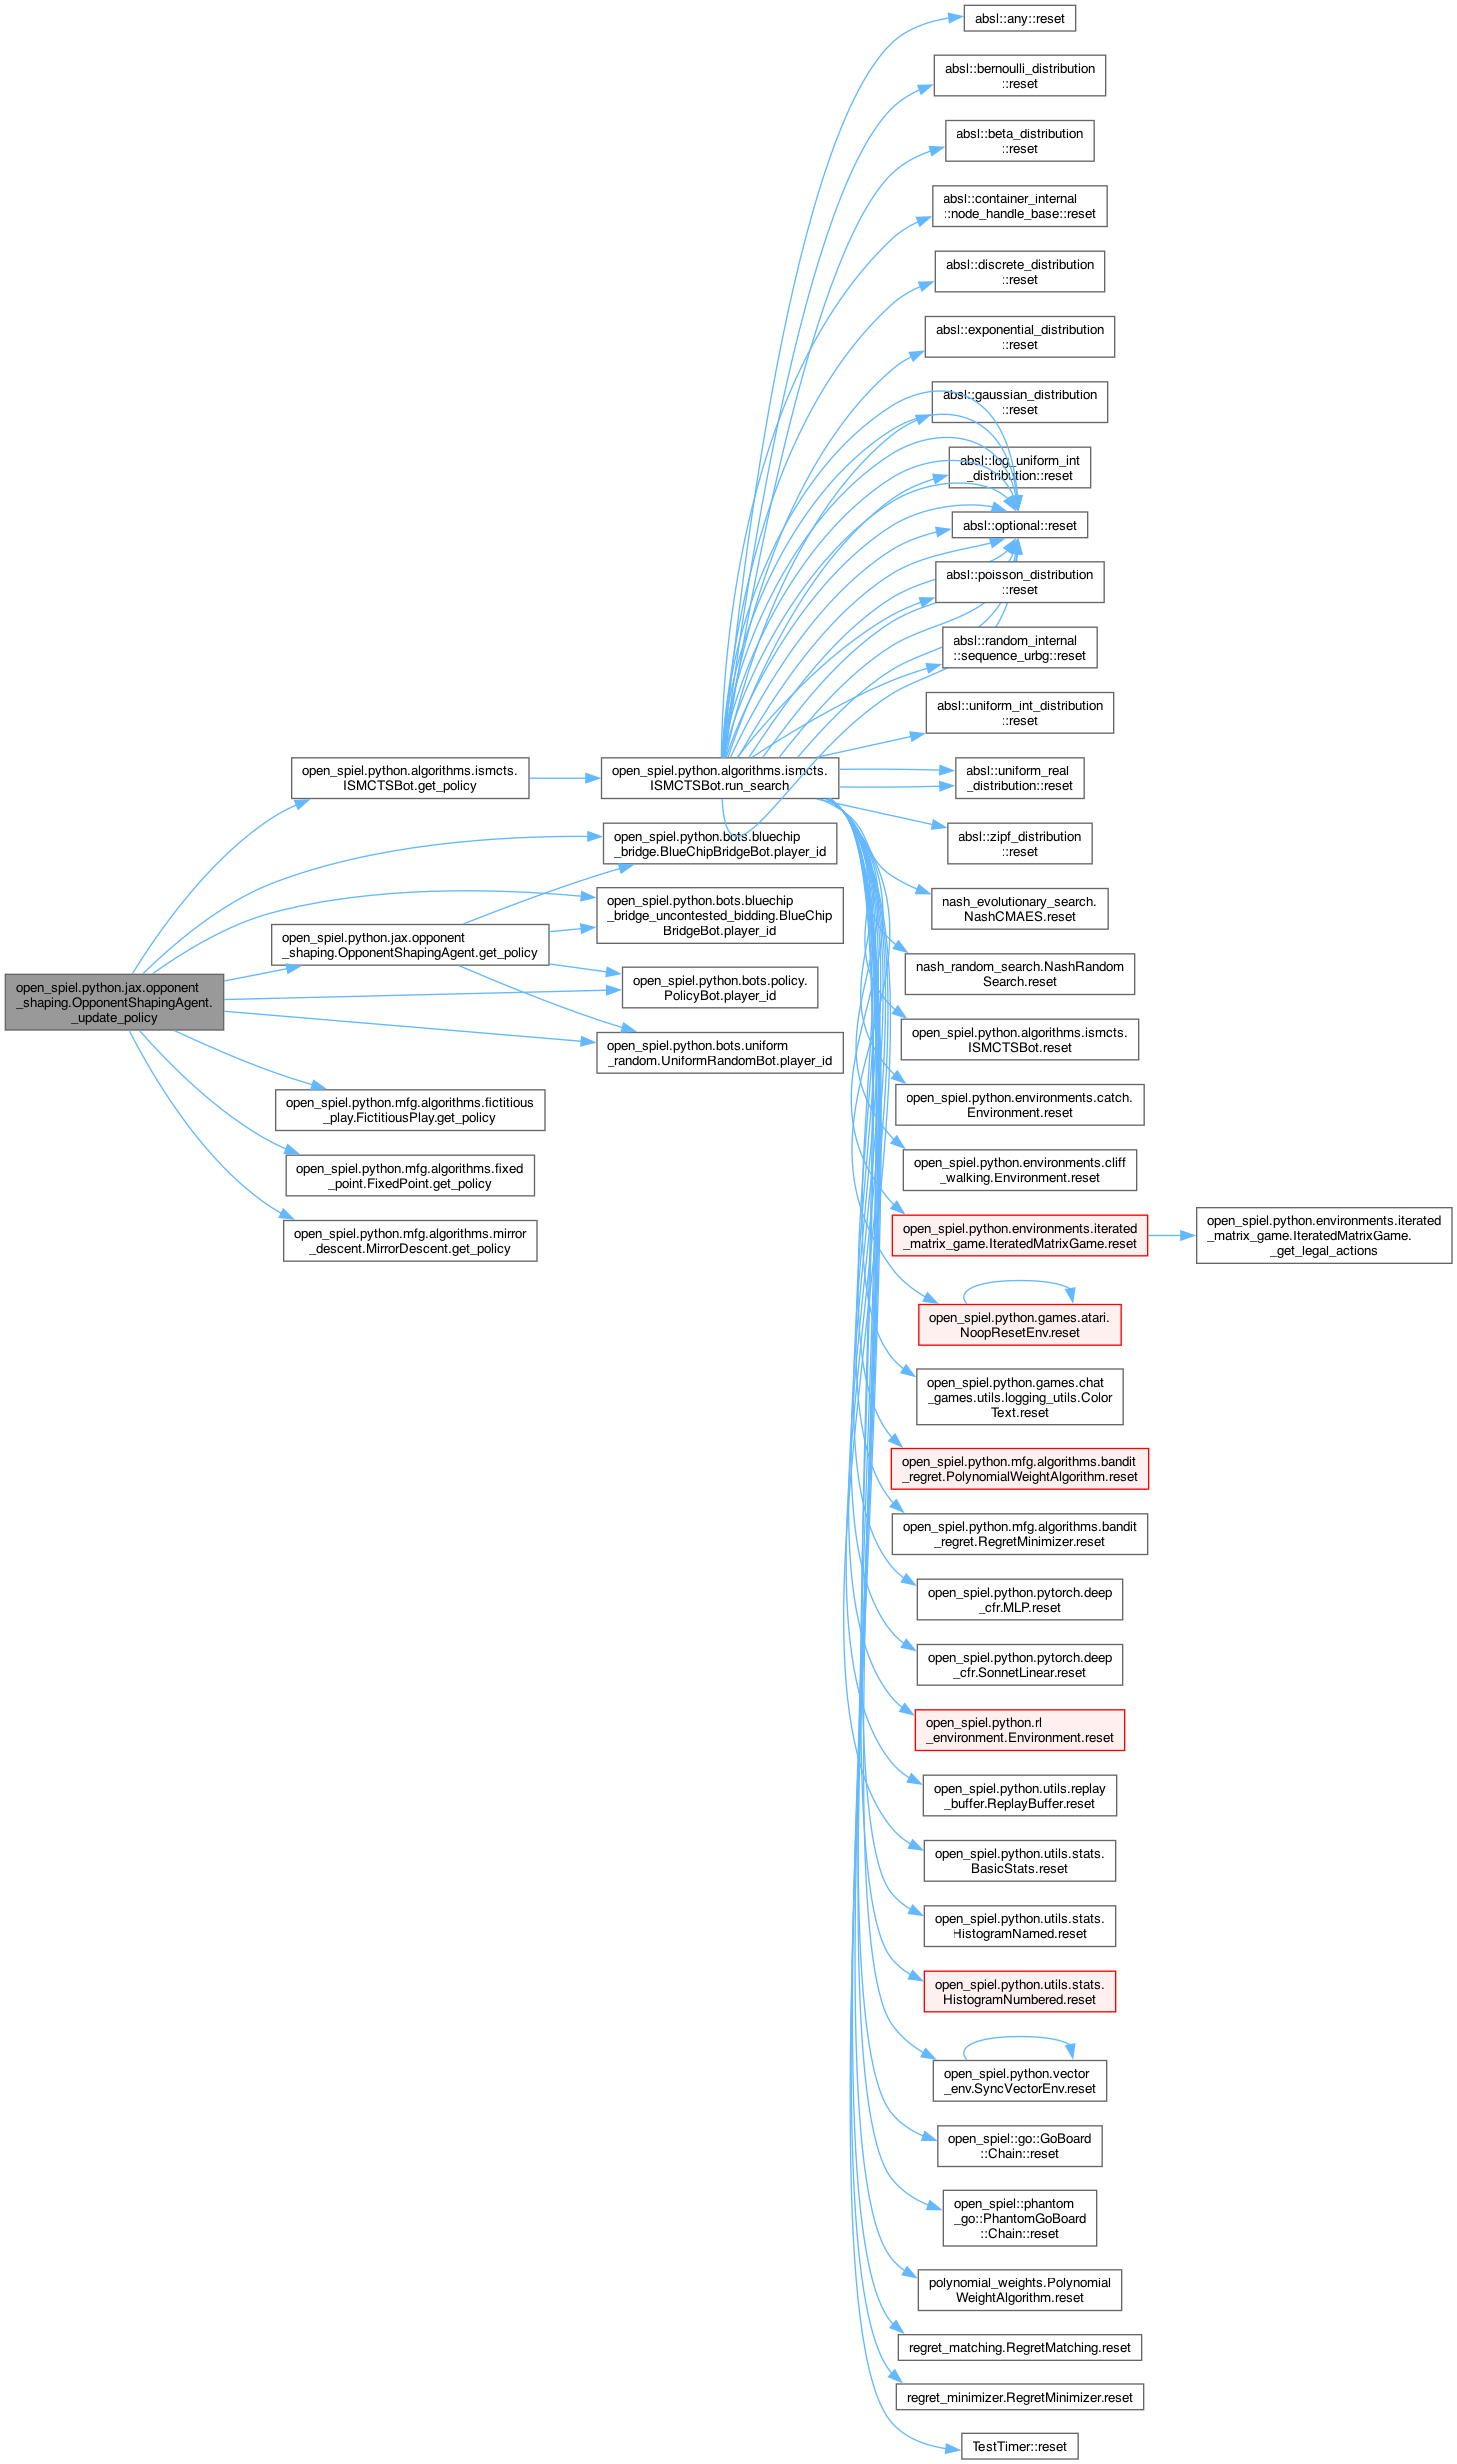 open_spiel.python.jax.opponent
_shaping.OpponentShapingAgent.
_update_policy
open_spiel.python.algorithms.ismcts.
ISMCTSBot.get_policy
open_spiel.python.jax.opponent
_shaping.OpponentShapingAgent.get_policy
open_spiel.python.mfg.algorithms.fictitious
_play.FictitiousPlay.get_policy
open_spiel.python.mfg.algorithms.fixed
_point.FixedPoint.get_policy
open_spiel.python.mfg.algorithms.mirror
_descent.MirrorDescent.get_policy
open_spiel.python.algorithms.ismcts.
ISMCTSBot.run_search
open_spiel.python.bots.bluechip
_bridge.BlueChipBridgeBot.player_id
open_spiel.python.bots.bluechip
_bridge_uncontested_bidding.BlueChip
BridgeBot.player_id
open_spiel.python.bots.policy.
PolicyBot.player_id
open_spiel.python.bots.uniform
_random.UniformRandomBot.player_id
absl::any::reset
absl::bernoulli_distribution
::reset
absl::beta_distribution
::reset
absl::container_internal
::node_handle_base::reset
absl::discrete_distribution
::reset
absl::exponential_distribution
::reset
absl::gaussian_distribution
::reset
absl::log_uniform_int
_distribution::reset
absl::optional::reset
absl::poisson_distribution
::reset
absl::random_internal
::sequence_urbg::reset
absl::uniform_int_distribution
::reset
absl::uniform_real
_distribution::reset
absl::zipf_distribution
::reset
nash_evolutionary_search.
NashCMAES.reset
nash_random_search.NashRandom
Search.reset
open_spiel.python.algorithms.ismcts.
ISMCTSBot.reset
open_spiel.python.environments.catch.
Environment.reset
open_spiel.python.environments.cliff
_walking.Environment.reset
open_spiel.python.environments.iterated
_matrix_game.IteratedMatrixGame.reset
open_spiel.python.environments.iterated
_matrix_game.IteratedMatrixGame.
_get_legal_actions
open_spiel.python.games.atari.
NoopResetEnv.reset
open_spiel.python.games.chat
_games.utils.logging_utils.Color
Text.reset
open_spiel.python.mfg.algorithms.bandit
_regret.PolynomialWeightAlgorithm.reset
open_spiel.python.mfg.algorithms.bandit
_regret.RegretMinimizer.reset
open_spiel.python.pytorch.deep
_cfr.MLP.reset
open_spiel.python.pytorch.deep
_cfr.SonnetLinear.reset
open_spiel.python.rl
_environment.Environment.reset
open_spiel.python.utils.replay
_buffer.ReplayBuffer.reset
open_spiel.python.utils.stats.
BasicStats.reset
open_spiel.python.utils.stats.
HistogramNamed.reset
open_spiel.python.utils.stats.
HistogramNumbered.reset
open_spiel.python.vector
_env.SyncVectorEnv.reset
open_spiel::go::GoBoard
::Chain::reset
open_spiel::phantom
_go::PhantomGoBoard
::Chain::reset
polynomial_weights.Polynomial
WeightAlgorithm.reset
regret_matching.RegretMatching.reset
regret_minimizer.RegretMinimizer.reset
TestTimer::reset